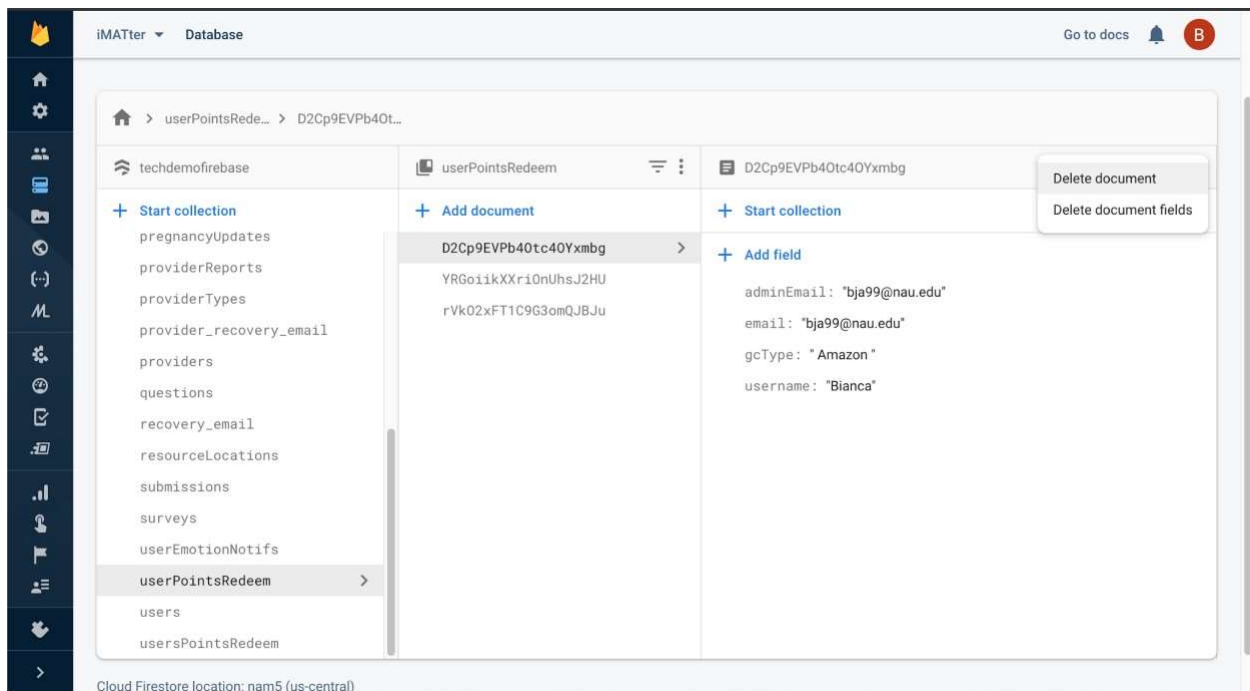 iMATter
Database
Go to docs
B
userPointsRede...
D2Cp9EVPb4Ot...
techdemofirebase
Start collection
pregnancyUpdates
providerReports
providerTypes
provider_recovery_email
providers
questions
recovery_email
resourceLocations
submissions
surveys
userEmotionNotifs
userPointsRedeem
users
usersPointsRedeem
userPointsRedeem
Add document
D2Cp9EVPb4Otc4OYxmbg
YRGoiikXXriOnUhsJ2HU
rVkO2xFT1C9G3omQJBJu
D2Cp9EVPb4Otc4OYxmbg
Start collection
Add field
adminEmail: "bja99@nau.edu"
email: "bja99@nau.edu"
gcType: " Amazon "
username: "Bianca"
Delete document
Delete document fields
Cloud Firestore location: nam5 (us-central)